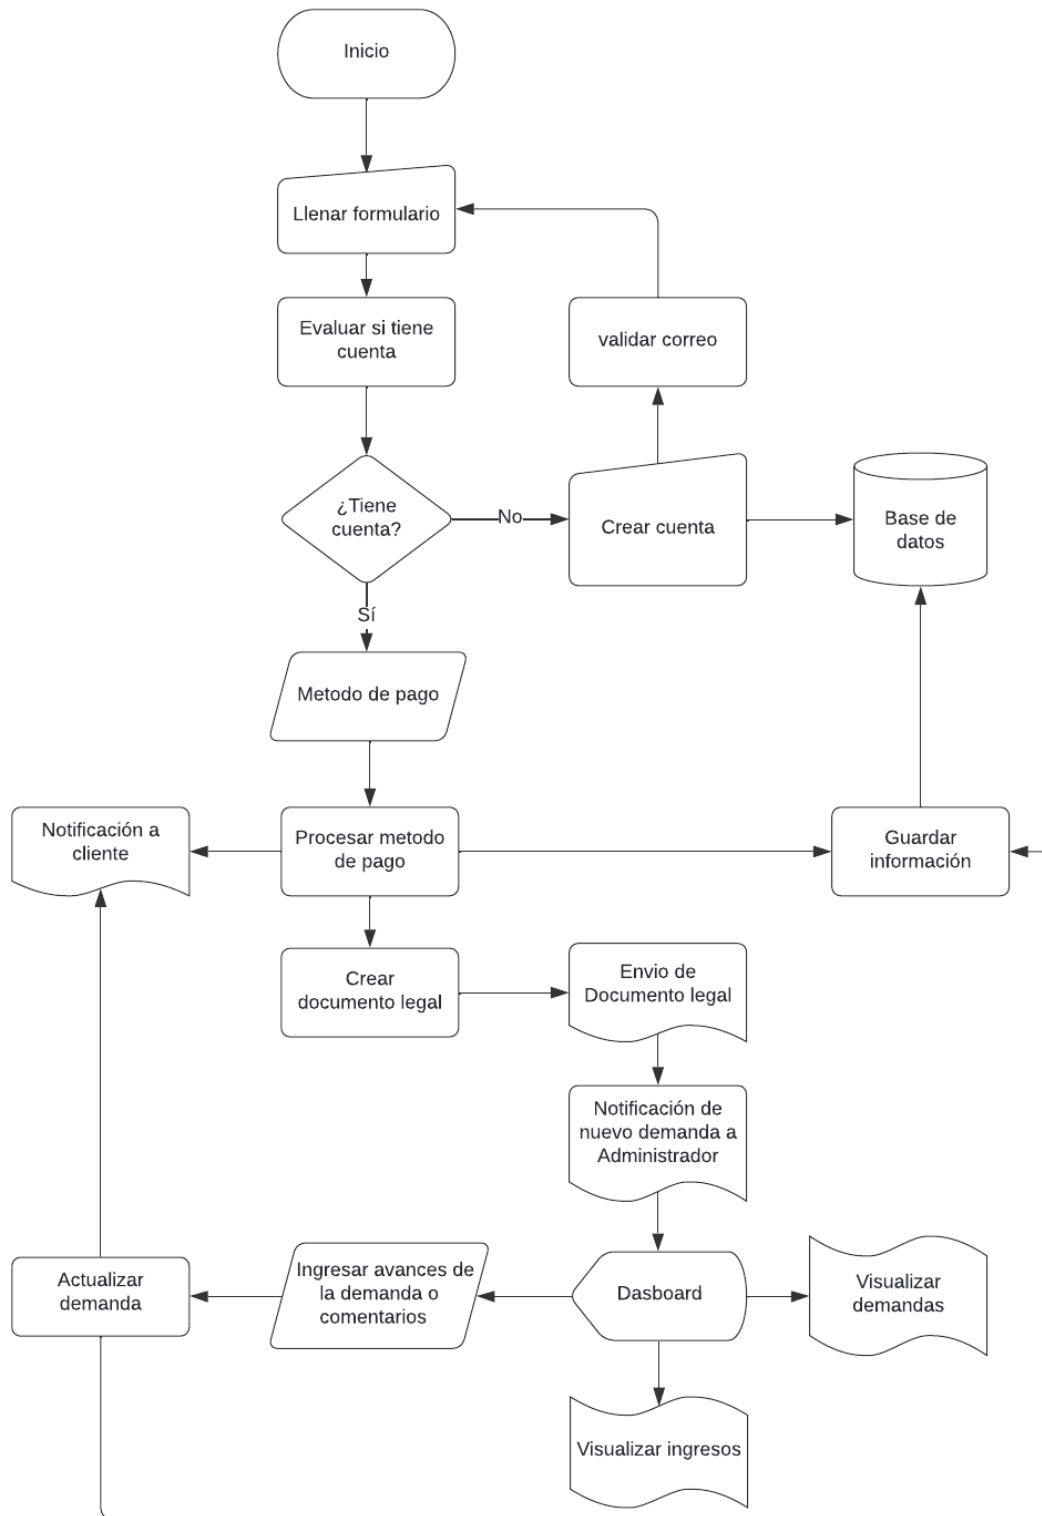 Inicio
Llenar formulario
Evaluar si tiene
cuenta
validar correo
¿Tiene
cuenta?
No
Crear cuenta
Base de
datos
Sí
Metodo de pago
Notificación a
cliente
Procesar metodo
de pago
Guardar
información
Crear
documento legal
Envio de
Documento legal
Notificación de
nuevo demanda a
Administrador
Actualizar
demanda
Ingresar avances de
la demanda o
comentarios
Dasboard
Visualizar
demandas
Visualizar ingresos